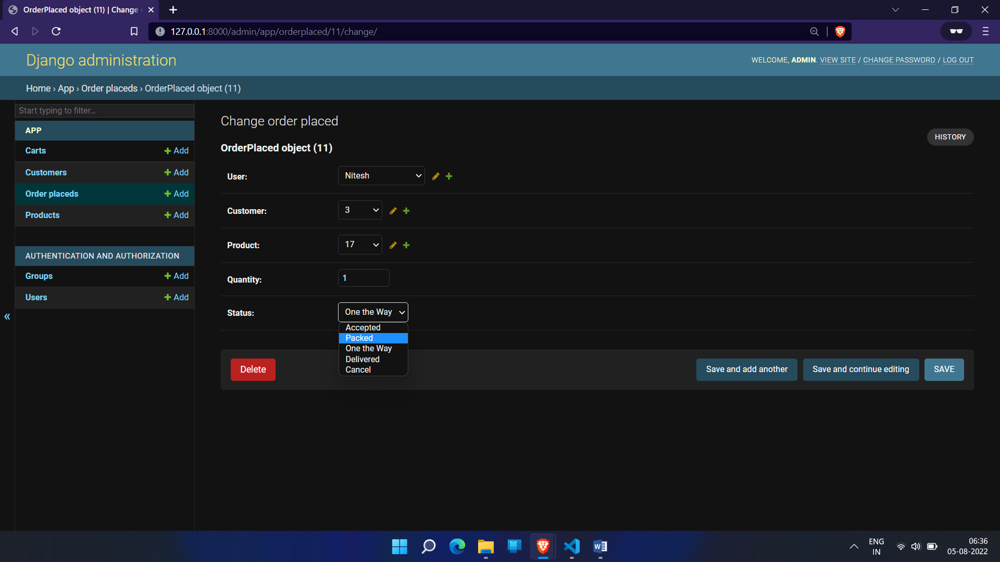 OrderPlaced object (11) | Change
127.0.0.1:8000/admin/app/orderplaced/11/change/
Django administration
WELCOME, ADMIN. VIEW SITE / CHANGE PASSWORD / LOG OUT
Home › App › Order placeds › OrderPlaced object (11)
Start typing to filter...
APP
Carts + Add
Customers + Add
Order placeds + Add
Products + Add
AUTHENTICATION AND AUTHORIZATION
Groups + Add
Users + Add
«
Change order placed
HISTORY
OrderPlaced object (11)
User: Nitesh
Customer: 3
Product: 17
Quantity: 1
Status: One the Way
Accepted
Packed
One the Way
Delivered
Cancel
Delete Save and add another Save and continue editing SAVE
ENG
IN
06:36
05-08-2022